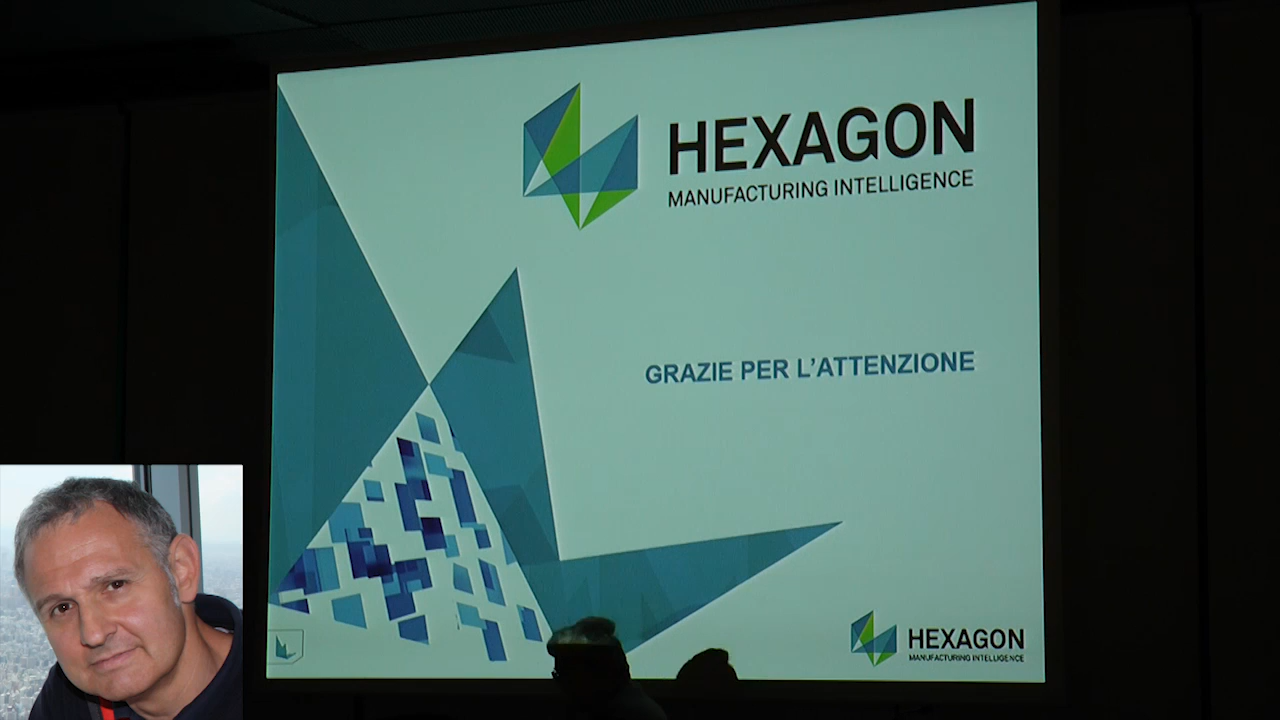 HEXAGON
MANUFACTURING INTELLIGENCE
GRAZIE PER L'ATTENZIONE
HEXAGON
MANUFACTURING INTELLIGENCE